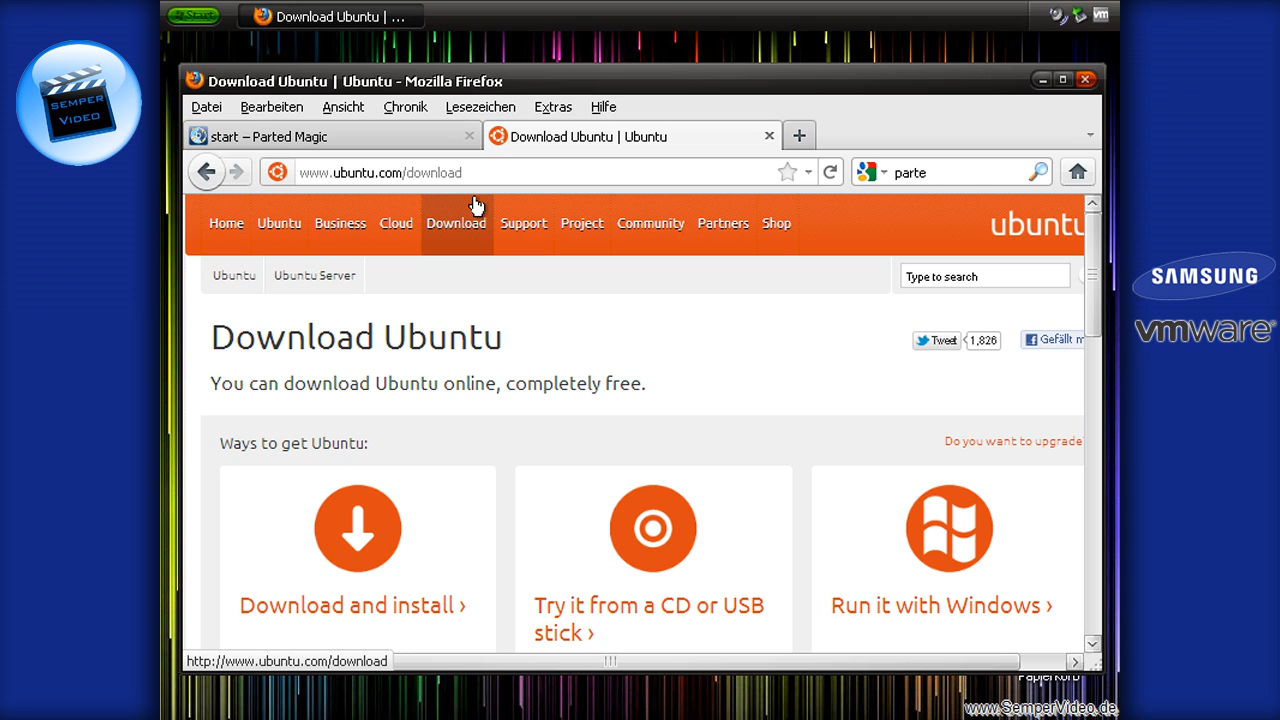 Start
Download Ubuntu | ...
vm
SEMPER
VIDEO
Download Ubuntu | Ubuntu - Mozilla Firefox
Datei Bearbeiten Ansicht Chronik Lesezeichen Extras Hilfe
start – Parted Magic
Download Ubuntu | Ubuntu
www.ubuntu.com/download
parte
Home Ubuntu Business Cloud Download Support Project Community Partners Shop
ubuntu
Ubuntu Ubuntu Server
Type to search
Download Ubuntu
Tweet 1,826
Gefällt m
You can download Ubuntu online, completely free.
Ways to get Ubuntu:
Do you want to upgrade
Download and install ›
Try it from a CD or USB
stick ›
Run it with Windows ›
http://www.ubuntu.com/download
Papierkorb
SAMSUNG
vmware
www.SemperVideo.de